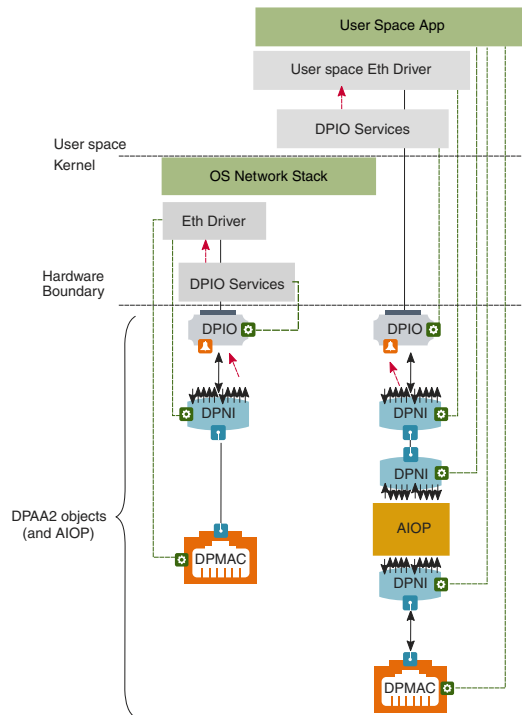 User Space App
User space Eth Driver
DPIO Services
User space
Kernel
OS Network Stack
Eth Driver
DPIO Services
Hardware
Boundary
DPIO
DPIO
DPNI
DPNI
DPNI
DPAA2 objects
(and AIOP)
AIOP
DPMAC
DPNI
DPMAC